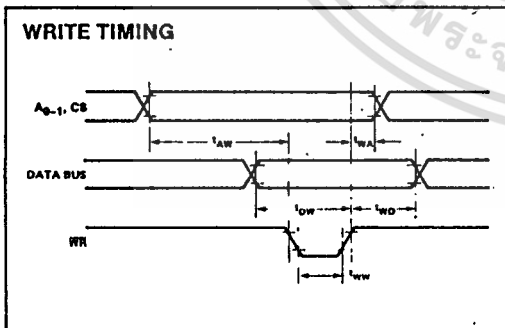 WRITE TIMING
A₀₋₁, CS
tAW
tWA
DATA BUS
tDW
tWD
WR
tWW